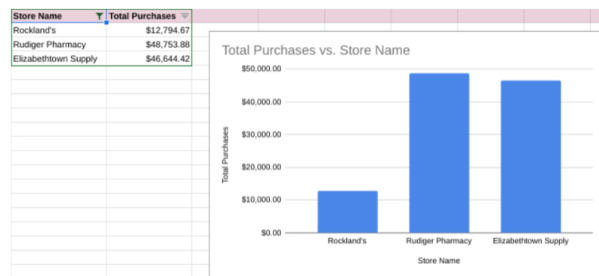 Store Name Total Purchases
Rockland's $12,794.67
Rudiger Pharmacy $48,753.88
Elizabethtown Supply $46,644.42
Total Purchases vs. Store Name
$50,000.00
$40,000.00
$30,000.00
$20,000.00
$10,000.00
$0.00
Total Purchases
Rockland's Rudiger Pharmacy Elizabethtown Supply
Store Name